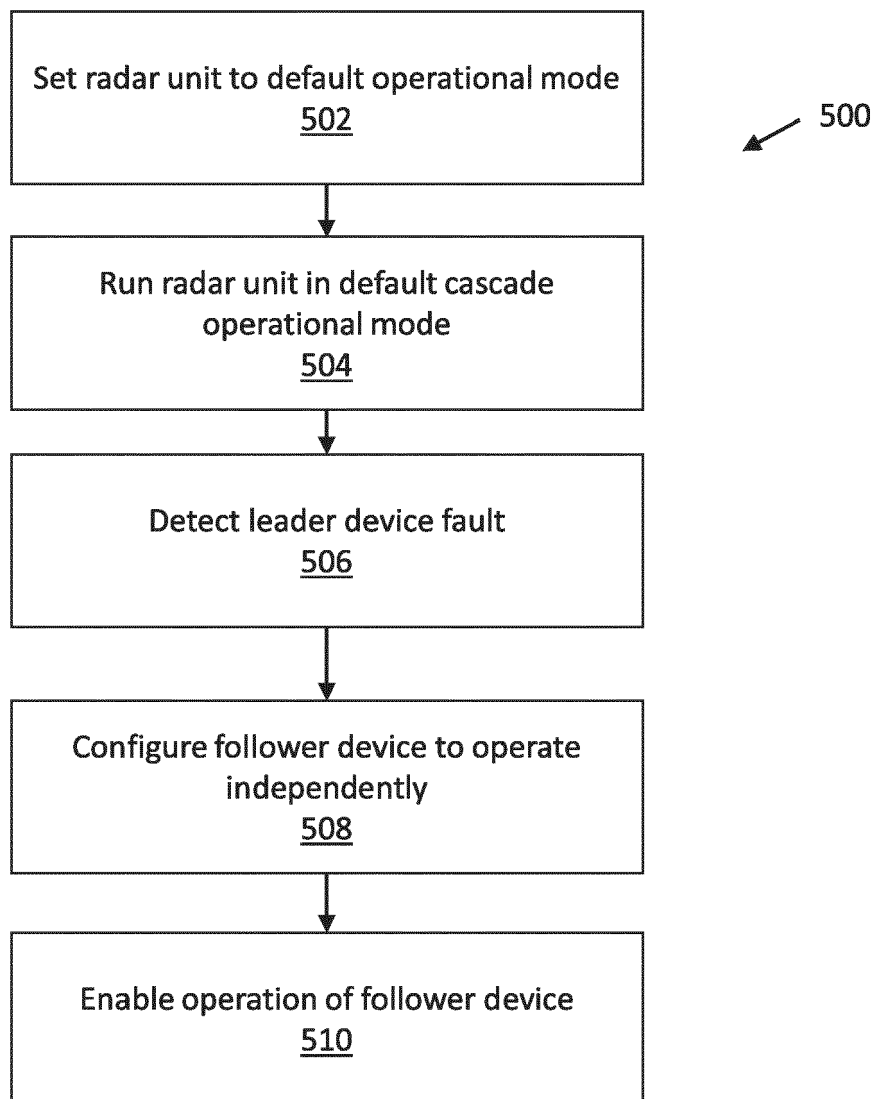 Set radar unit to default operational mode
502
500
Run radar unit in default cascade
operational mode
504
Detect leader device fault
506
Configure follower device to operate
independently
508
Enable operation of follower device
510